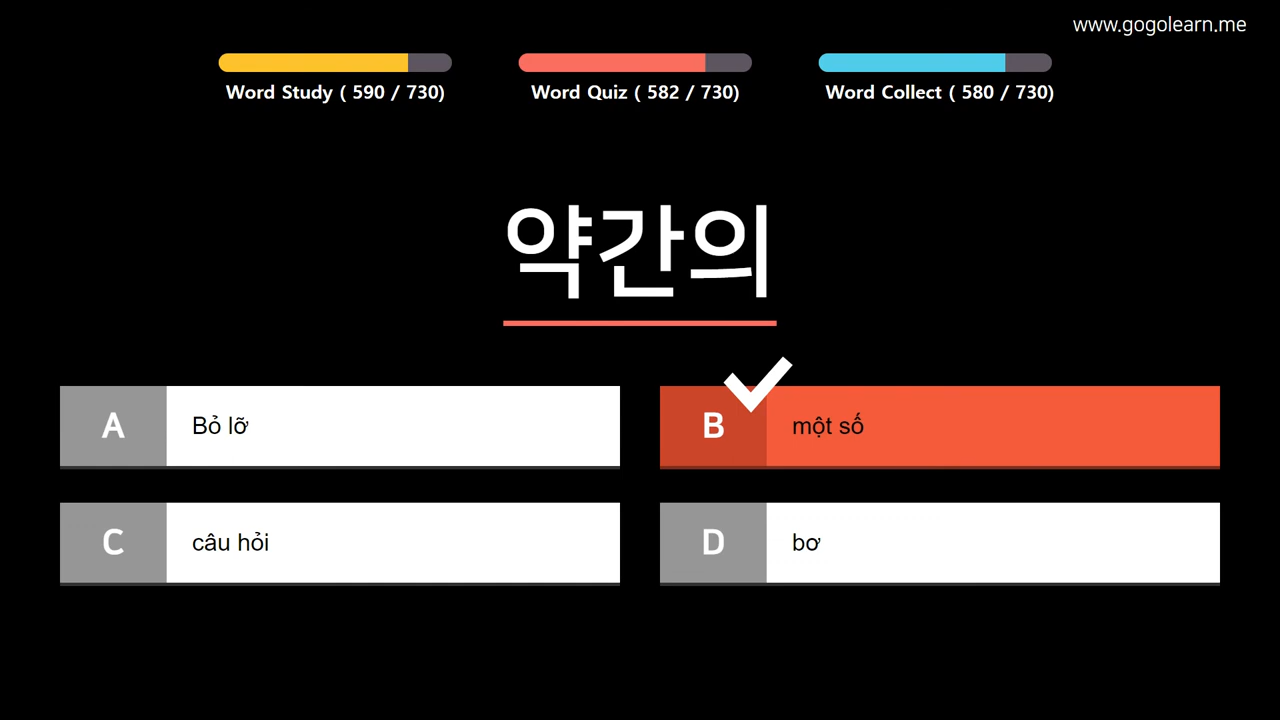 www.gogolearn.me
Word Study ( 590 / 730)
Word Quiz ( 582 / 730)
Word Collect ( 580 / 730)
약간의
A
Bỏ lỡ
B
một số
C
câu hỏi
D
bơ